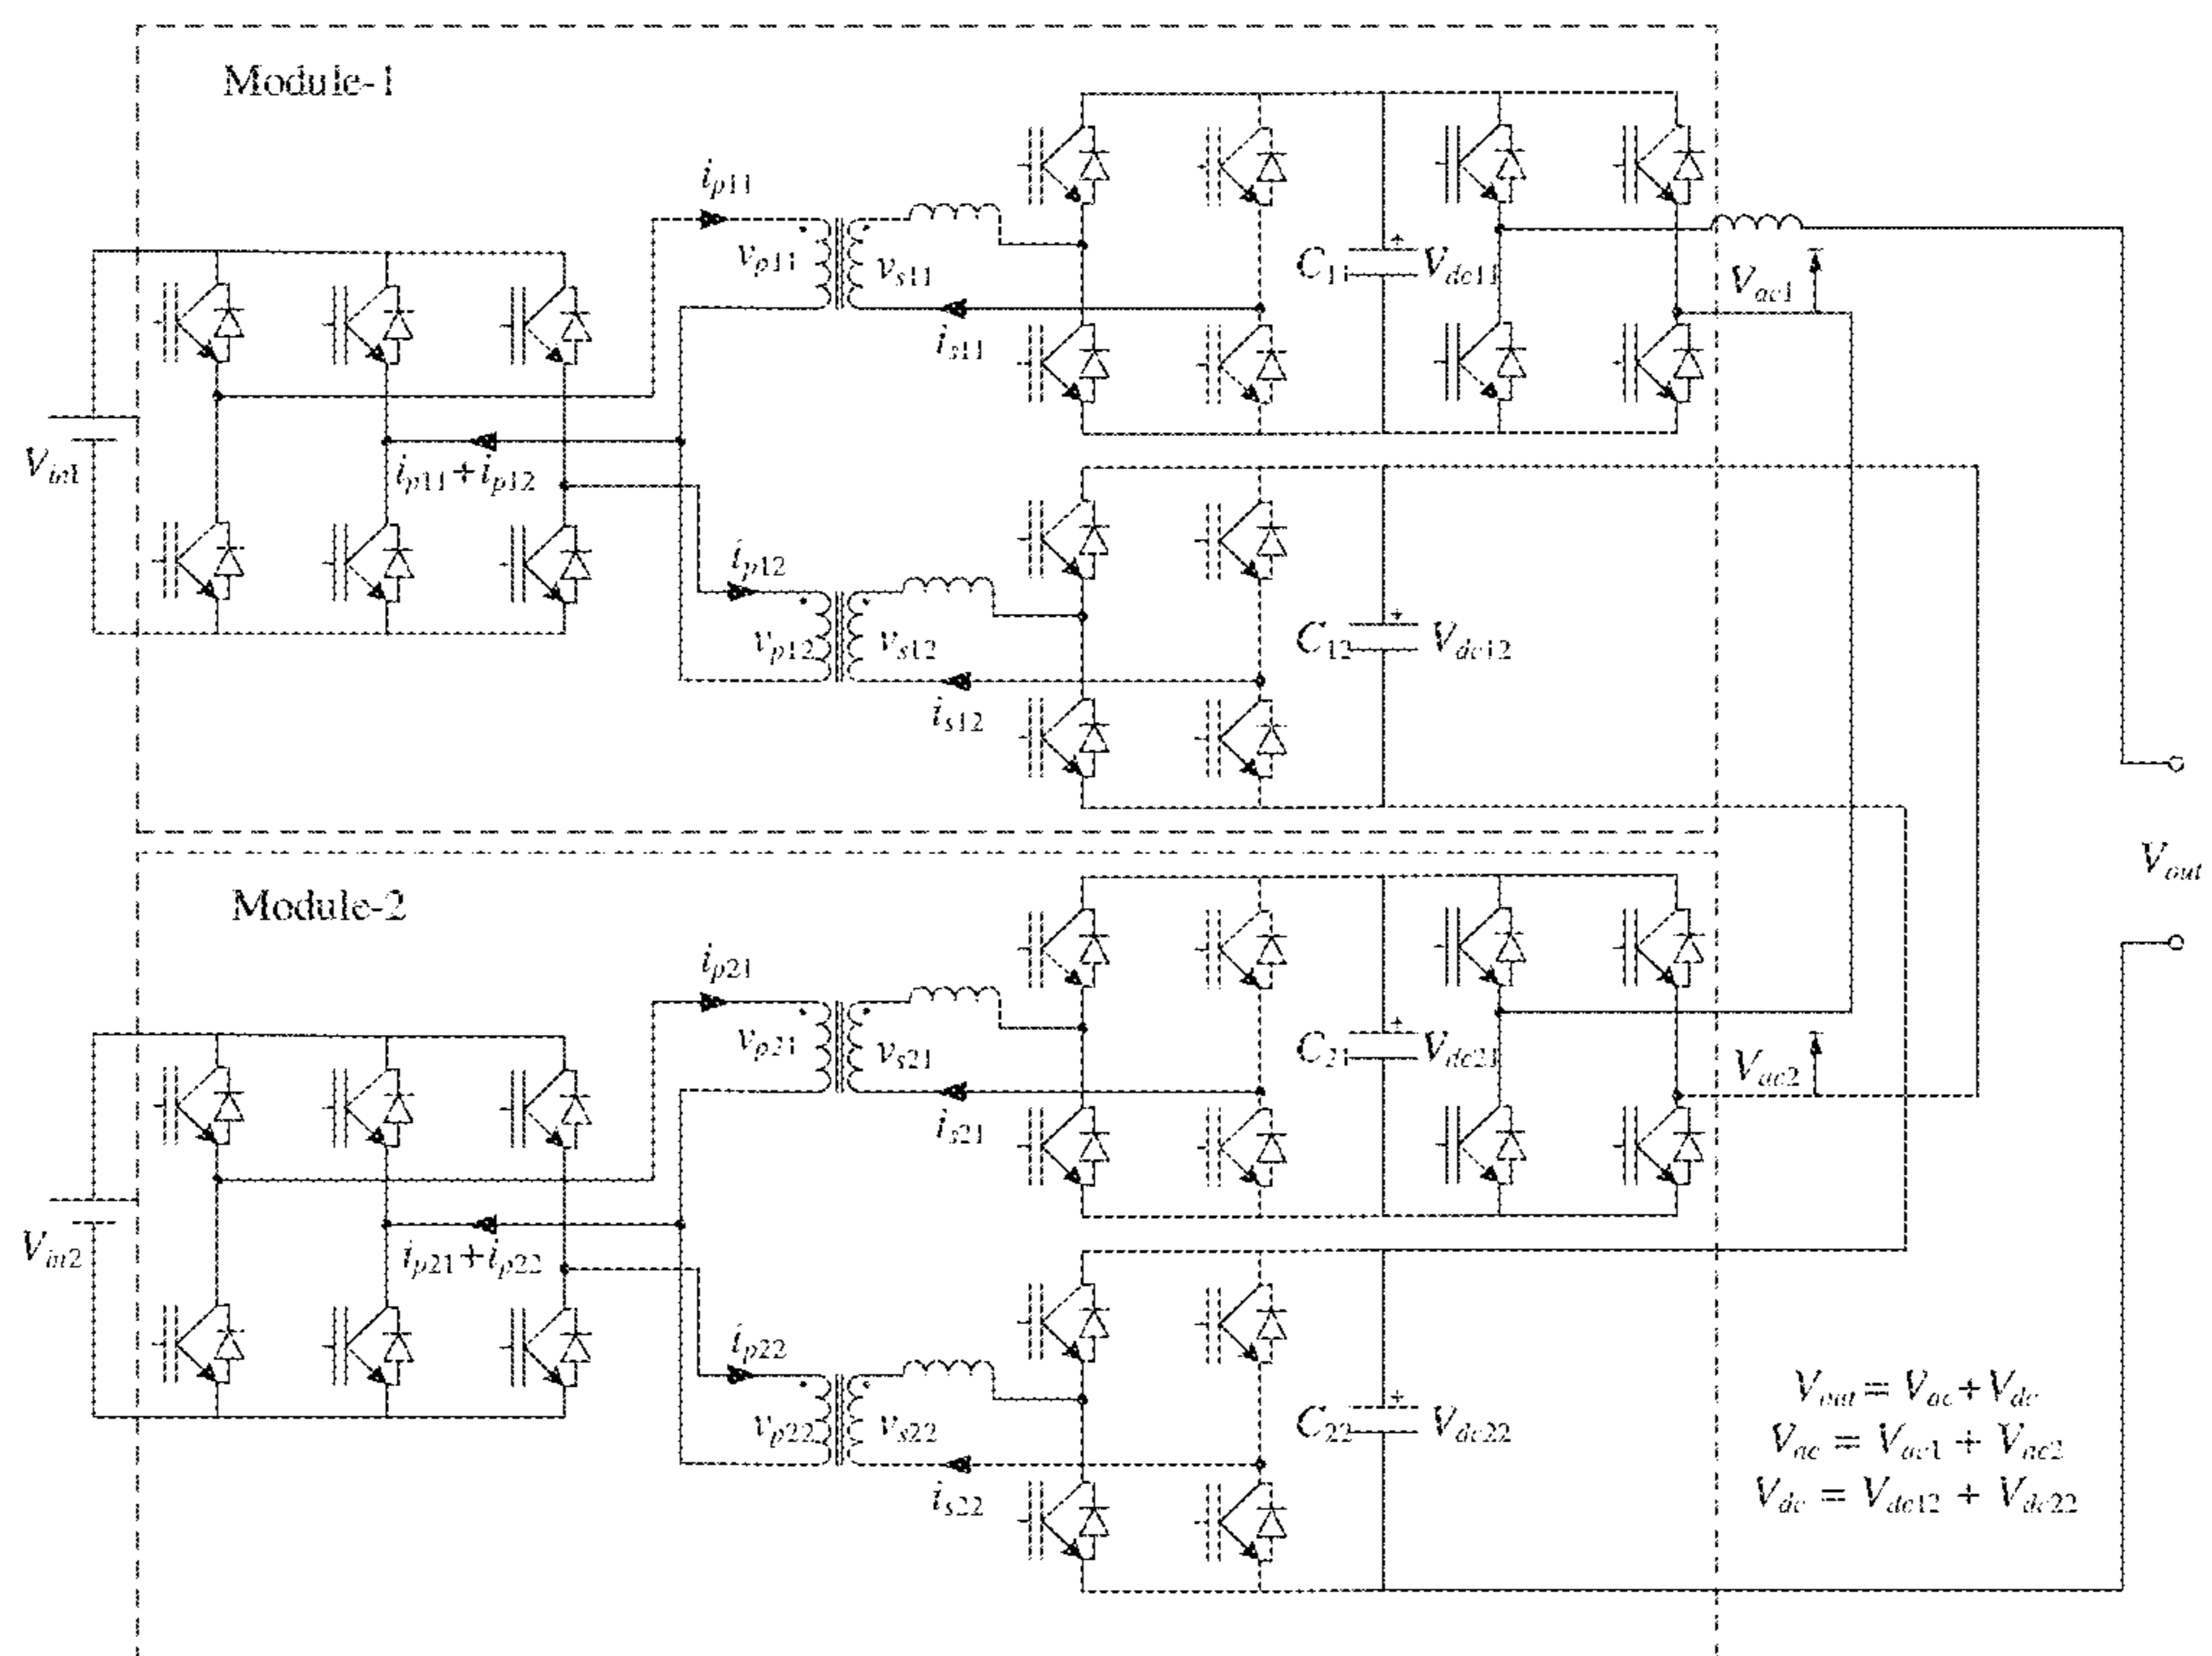 Module-1
i_p11
v_p11
v_s11
i_s11
C_11
+
V_dc11
V_ac1
V_in1
i_p11+i_p12
i_p12
v_p12
v_s12
i_s12
C_12
+
V_dc12
V_out
Module-2
i_p21
v_p21
v_s21
i_s21
C_21
+
V_dc21
V_ac2
V_in2
i_p21+i_p22
i_p22
v_p22
v_s22
i_s22
C_22
+
V_dc22
V_out = V_ac + V_dc
V_ac = V_ac1 + V_ac2
V_dc = V_dc12 + V_dc22